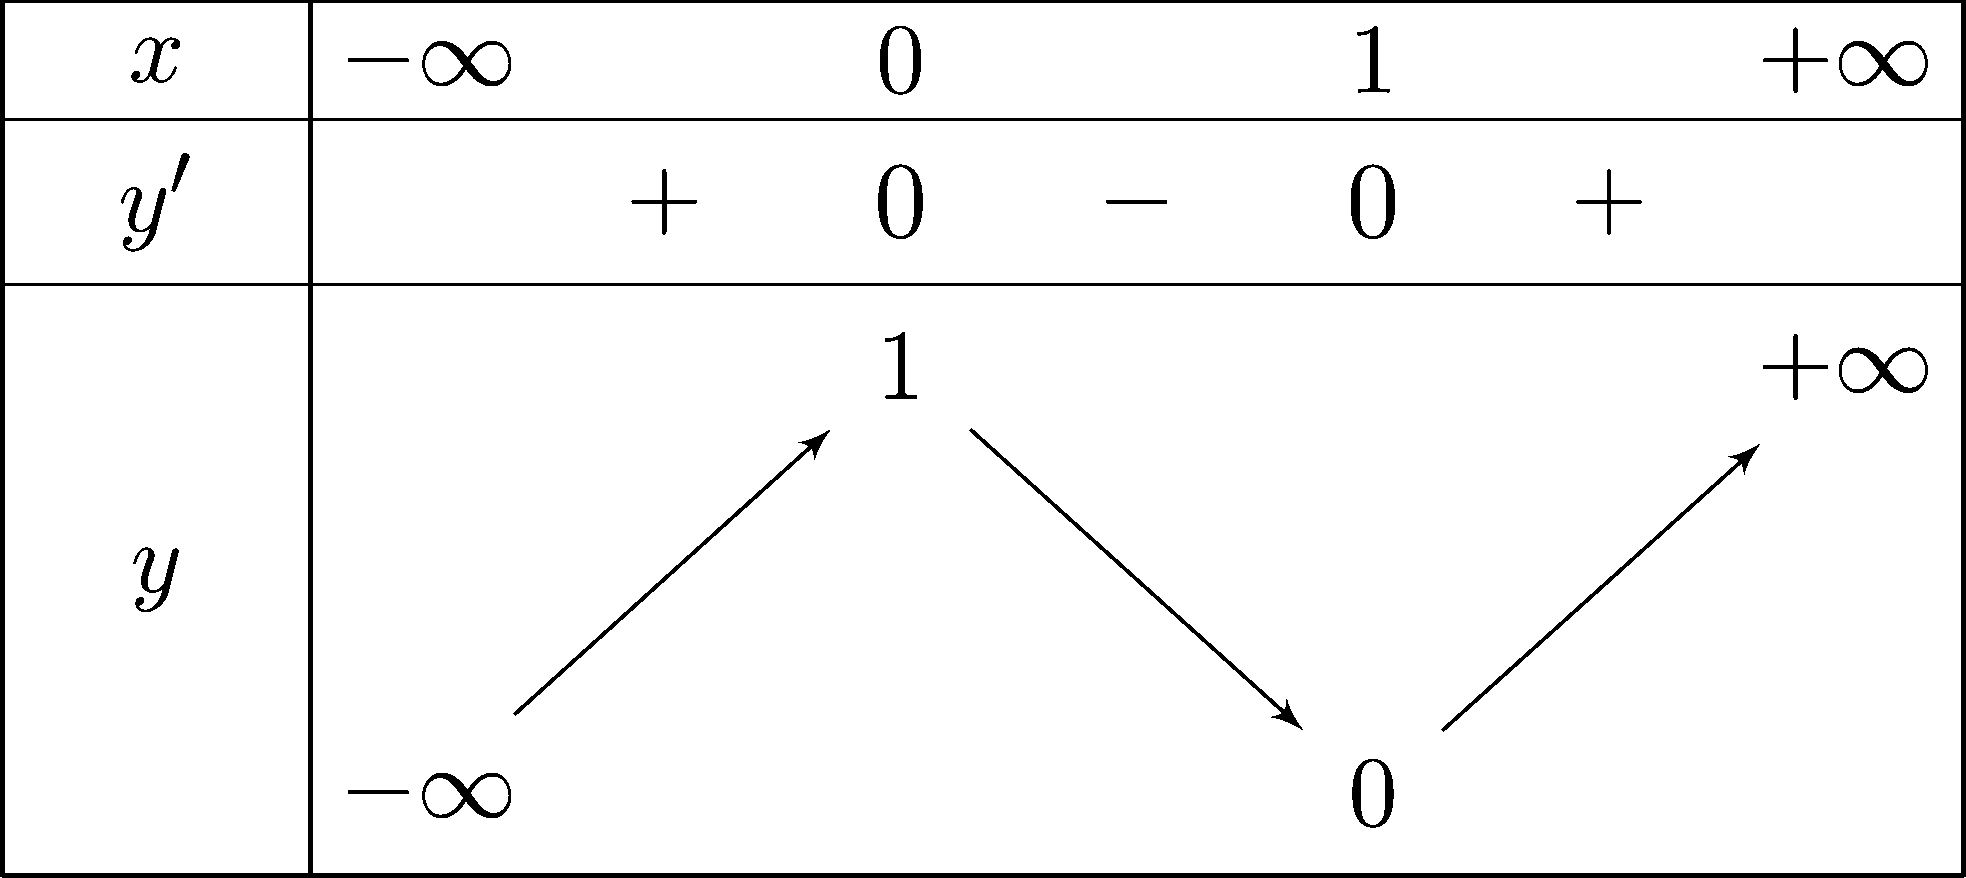 x −∞ 0 1 +∞
y′ + 0 − 0 +
1 +∞
y
−∞ 0